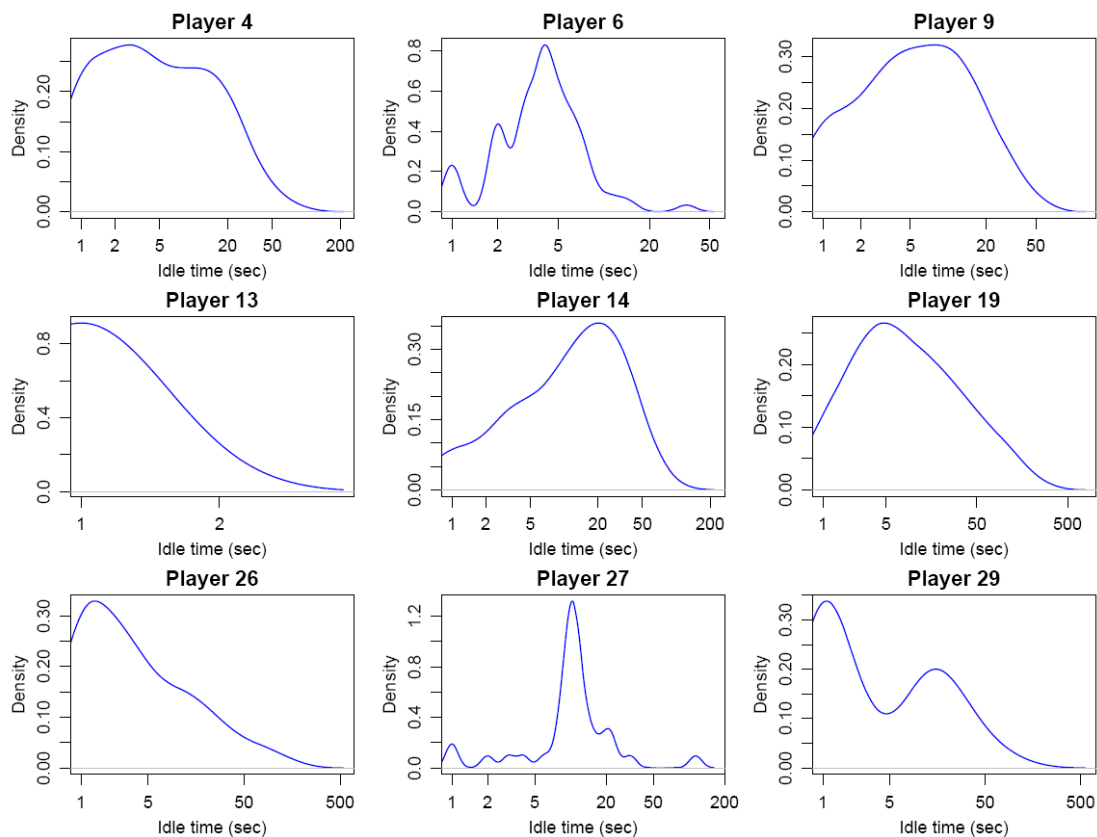 Player 4
Density
0.00 0.10 0.20
1 2 5 20 50 200
Idle time (sec)
Player 6
Density
0.0 0.2 0.4 0.6 0.8
1 2 5 20 50
Idle time (sec)
Player 9
Density
0.00 0.10 0.20 0.30
1 2 5 20 50
Idle time (sec)
Player 13
Density
0.0 0.4 0.8
1 2
Idle time (sec)
Player 14
Density
0.00 0.15 0.30
1 2 5 20 50 200
Idle time (sec)
Player 19
Density
0.00 0.10 0.20
1 5 50 500
Idle time (sec)
Player 26
Density
0.00 0.10 0.20 0.30
1 5 50 500
Idle time (sec)
Player 27
Density
0.0 0.4 0.8 1.2
1 2 5 20 50 200
Idle time (sec)
Player 29
Density
0.00 0.10 0.20 0.30
1 5 50 500
Idle time (sec)